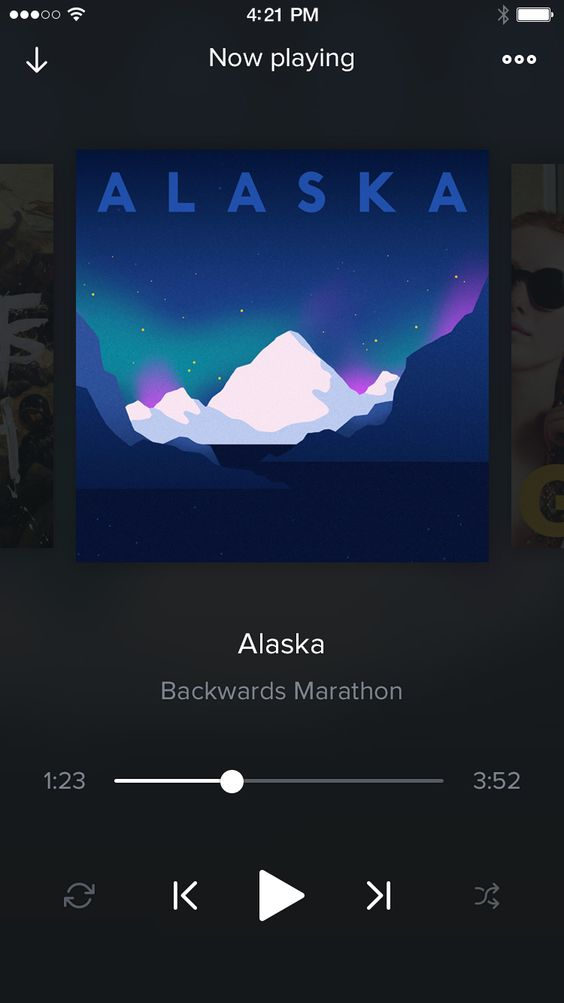 4:21 PM
Now playing
ALASKA
G
Alaska
Backwards Marathon
1:23
3:52